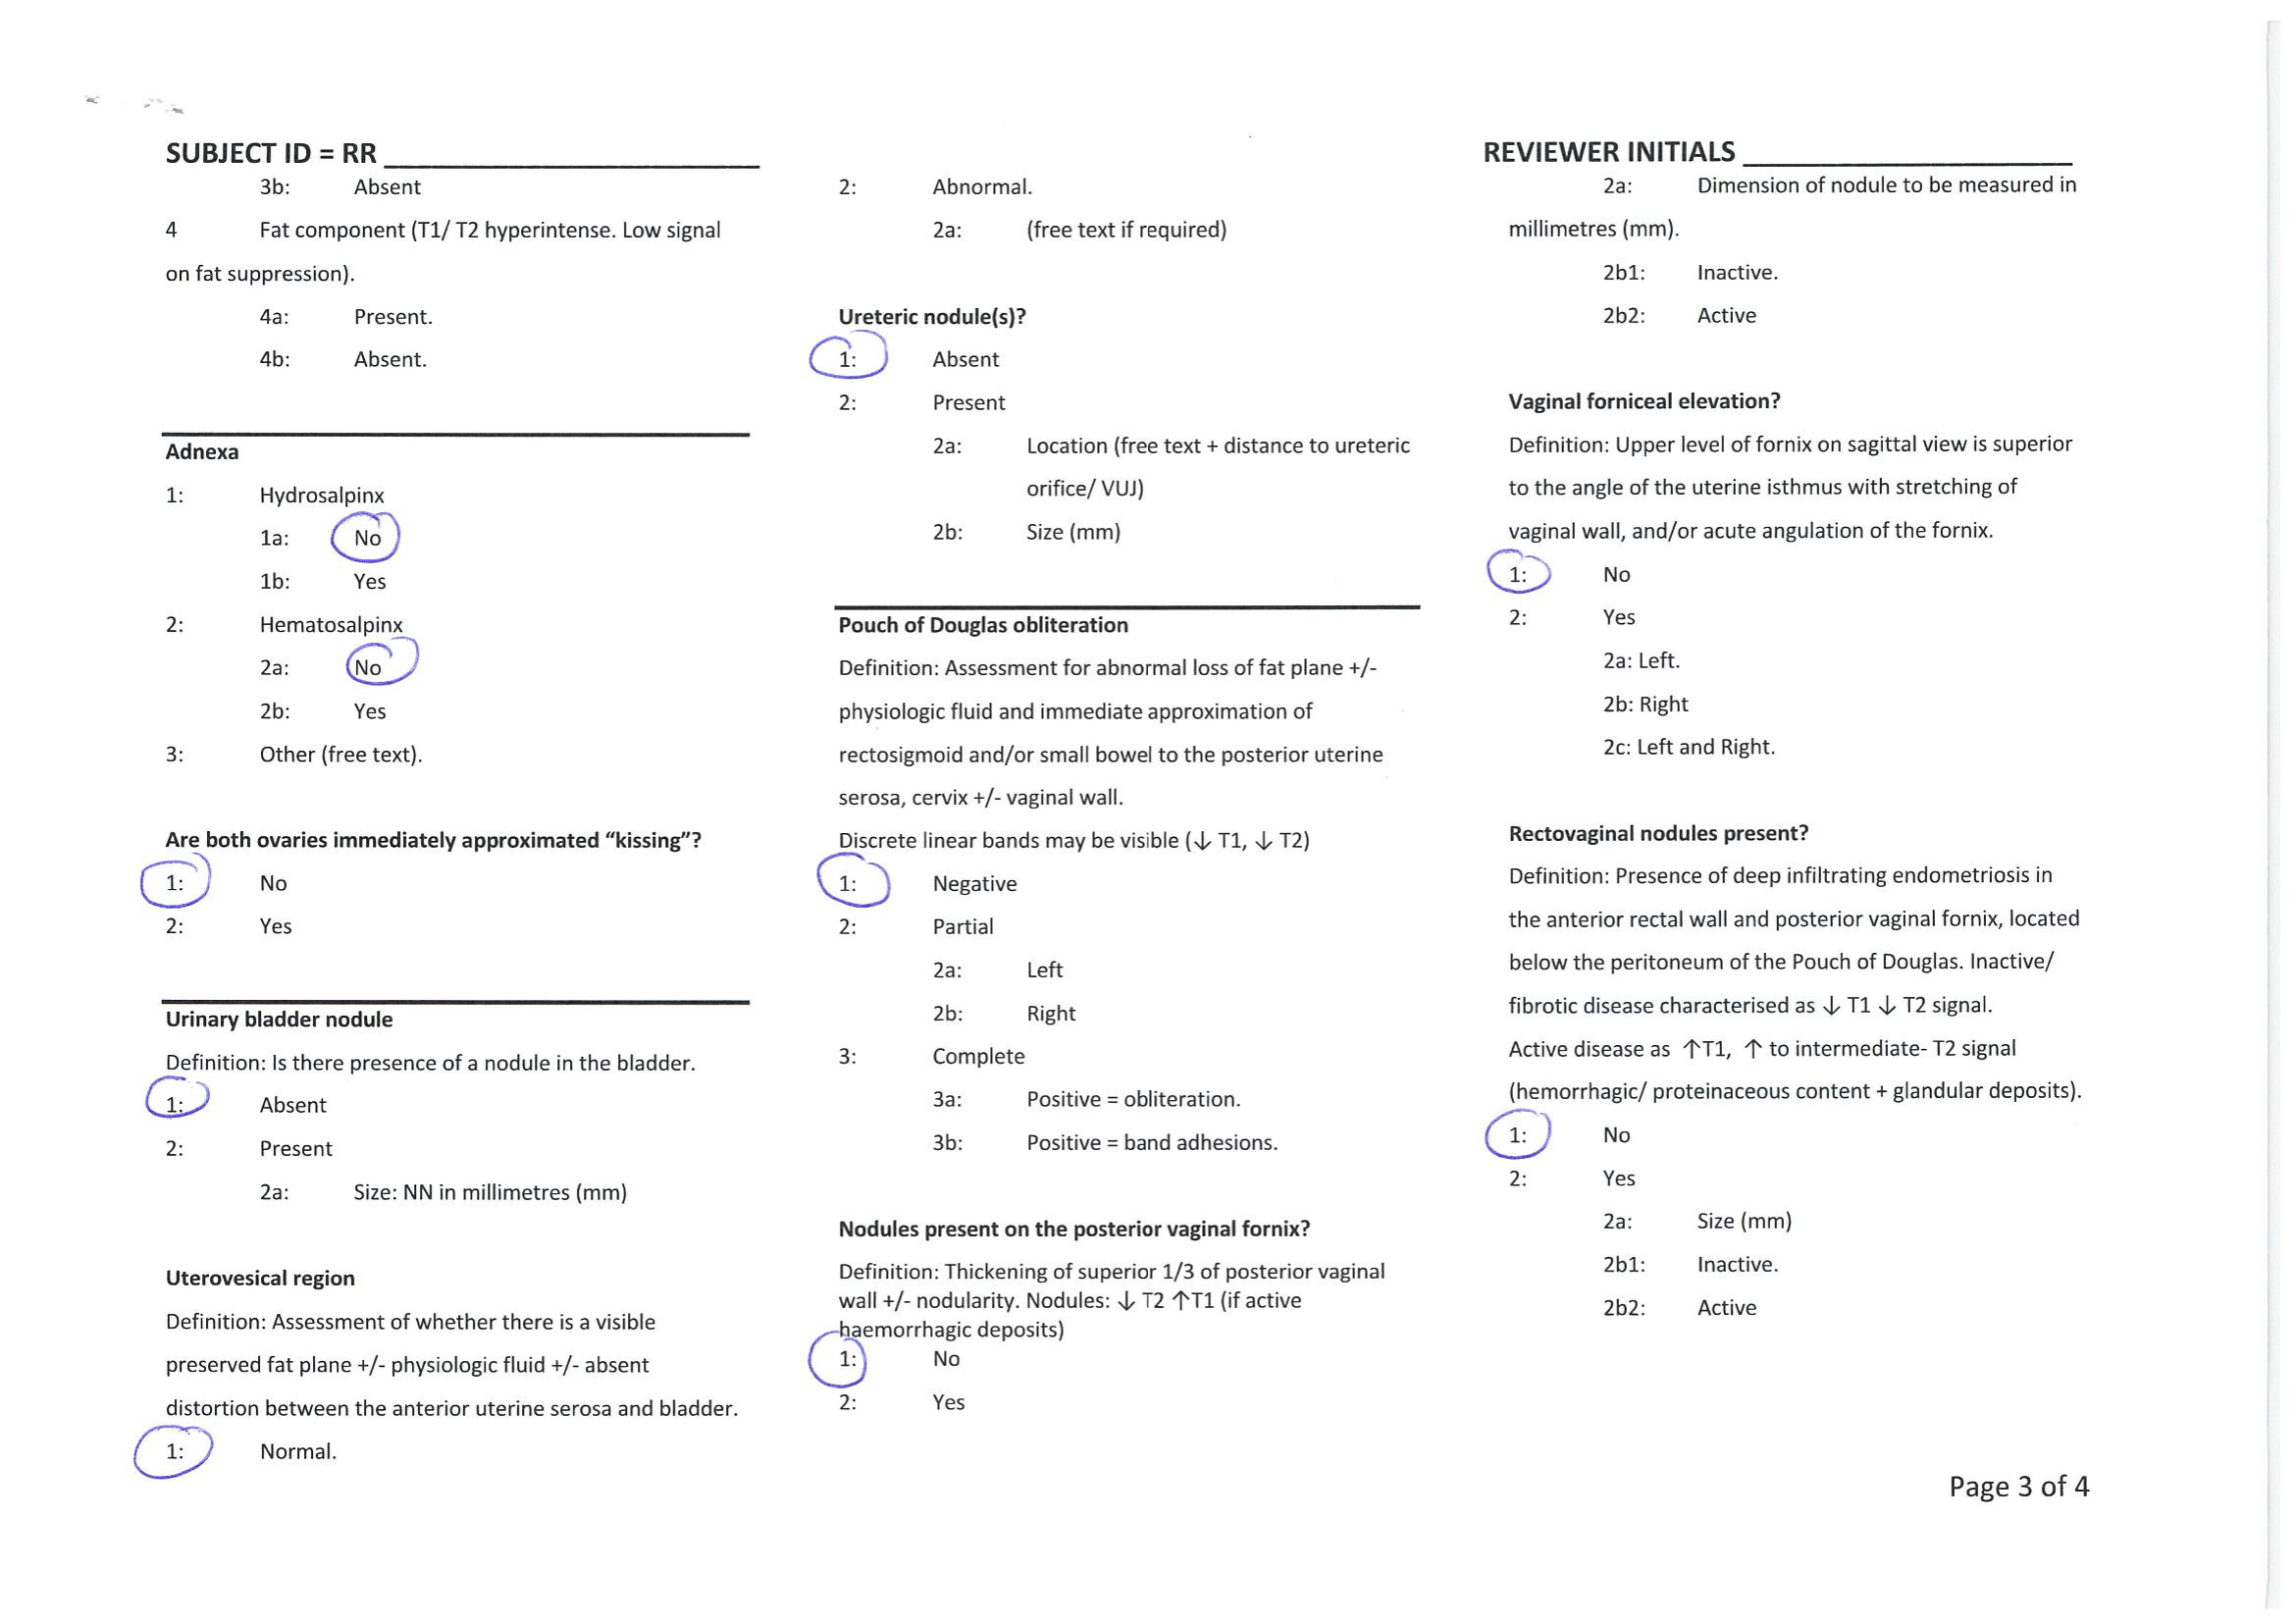 SUBJECT ID = RR
3b: Absent
4 Fat component (T1/ T2 hyperintense. Low signal
on fat suppression).
4a: Present.
4b: Absent.
Adnexa
1: Hydrosalpinx
1a: No
1b: Yes
2: Hematosalpinx
2a: No
2b: Yes
3: Other (free text).
Are both ovaries immediately approximated “kissing”?
1: No
2: Yes
Urinary bladder nodule
Definition: Is there presence of a nodule in the bladder.
1: Absent
2: Present
2a: Size: NN in millimetres (mm)
Uterovesical region
Definition: Assessment of whether there is a visible
preserved fat plane +/- physiologic fluid +/- absent
distortion between the anterior uterine serosa and bladder.
1: Normal.
2: Abnormal.
2a: (free text if required)
Ureteric nodule(s)?
1: Absent
2: Present
2a: Location (free text + distance to ureteric
orifice/ VUJ)
2b: Size (mm)
Pouch of Douglas obliteration
Definition: Assessment for abnormal loss of fat plane +/-
physiologic fluid and immediate approximation of
rectosigmoid and/or small bowel to the posterior uterine
serosa, cervix +/- vaginal wall.
Discrete linear bands may be visible (↓ T1, ↓ T2)
1: Negative
2: Partial
2a: Left
2b: Right
3: Complete
3a: Positive = obliteration.
3b: Positive = band adhesions.
Nodules present on the posterior vaginal fornix?
Definition: Thickening of superior 1/3 of posterior vaginal
wall +/- nodularity. Nodules: ↓ T2 ↑T1 (if active
haemorrhagic deposits)
1: No
2: Yes
REVIEWER INITIALS
2a: Dimension of nodule to be measured in
millimetres (mm).
2b1: Inactive.
2b2: Active
Vaginal forniceal elevation?
Definition: Upper level of fornix on sagittal view is superior
to the angle of the uterine isthmus with stretching of
vaginal wall, and/or acute angulation of the fornix.
1: No
2: Yes
2a: Left.
2b: Right
2c: Left and Right.
Rectovaginal nodules present?
Definition: Presence of deep infiltrating endometriosis in
the anterior rectal wall and posterior vaginal fornix, located
below the peritoneum of the Pouch of Douglas. Inactive/
fibrotic disease characterised as ↓ T1 ↓ T2 signal.
Active disease as ↑T1, ↑ to intermediate- T2 signal
(hemorrhagic/ proteinaceous content + glandular deposits).
1: No
2: Yes
2a: Size (mm)
2b1: Inactive.
2b2: Active
Page 3 of 4